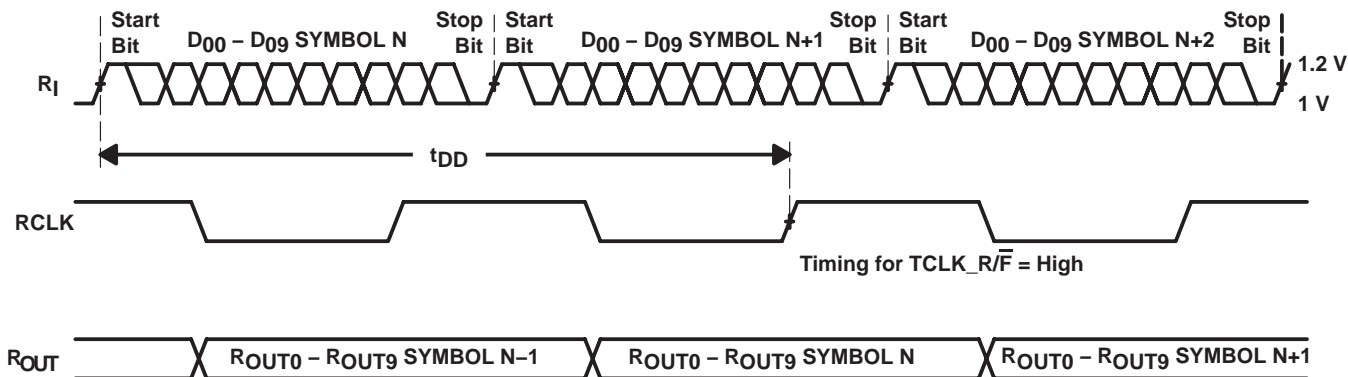 Start Bit D00 – D09 SYMBOL N Stop Bit
Start Bit D00 – D09 SYMBOL N+1 Stop Bit
Start Bit D00 – D09 SYMBOL N+2 Stop Bit
RI
1.2 V
1 V
tDD
RCLK
Timing for TCLK_R/F̅ = High
ROUT
ROUT0 – ROUT9 SYMBOL N–1
ROUT0 – ROUT9 SYMBOL N
ROUT0 – ROUT9 SYMBOL N+1